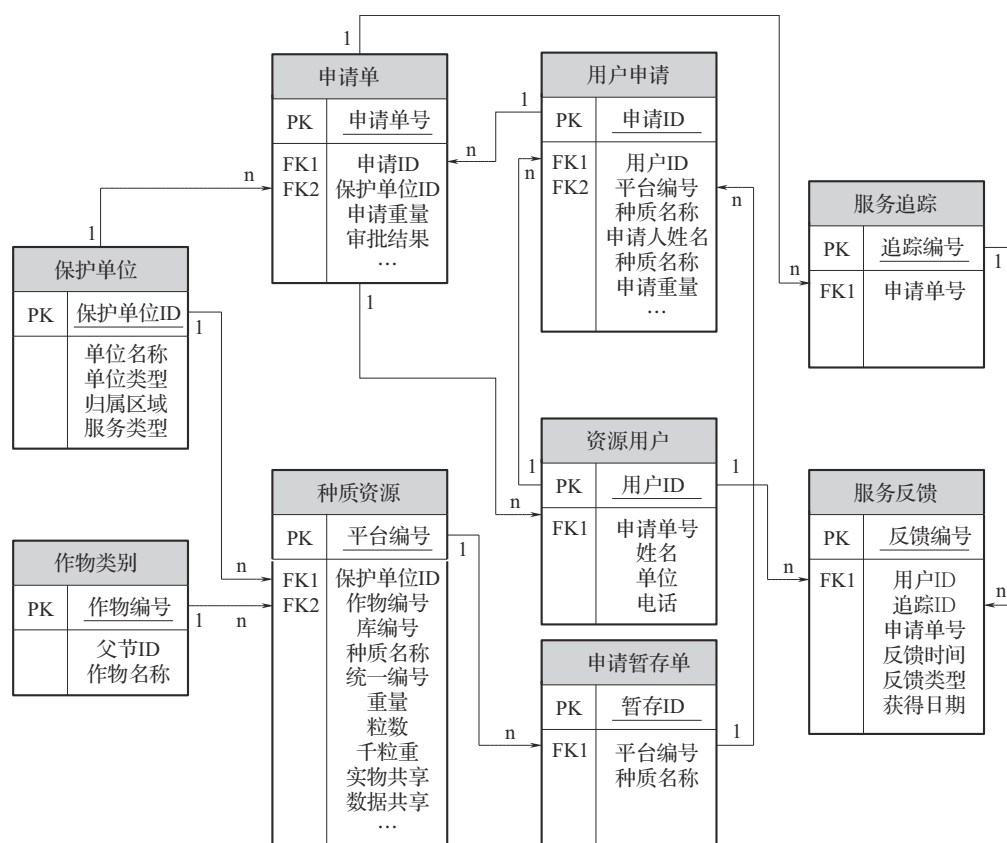 申请单
PK 申请单号
FK1 申请ID
FK2 保护单位ID
申请重量
审批结果
…
用户申请
PK 申请ID
FK1 用户ID
FK2 平台编号
种质名称
申请人姓名
种质名称
申请重量
…
服务追踪
PK 追踪编号
FK1 申请单号
保护单位
PK 保护单位ID
单位名称
单位类型
归属区域
服务类型
资源用户
PK 用户ID
FK1 申请单号
姓名
单位
电话
种质资源
PK 平台编号
FK1 保护单位ID
FK2 作物编号
库编号
种质名称
统一编号
重量
粒数
千粒重
实物共享
数据共享
…
服务反馈
PK 反馈编号
FK1 用户ID
追踪ID
申请单号
反馈时间
反馈类型
获得日期
作物类别
PK 作物编号
父节ID
作物名称
申请暂存单
PK 暂存ID
FK1 平台编号
种质名称
1
1
n
n
n
n
1
n
1
1
1
n
1
1
n
n
n
1
1
n
n
n
1